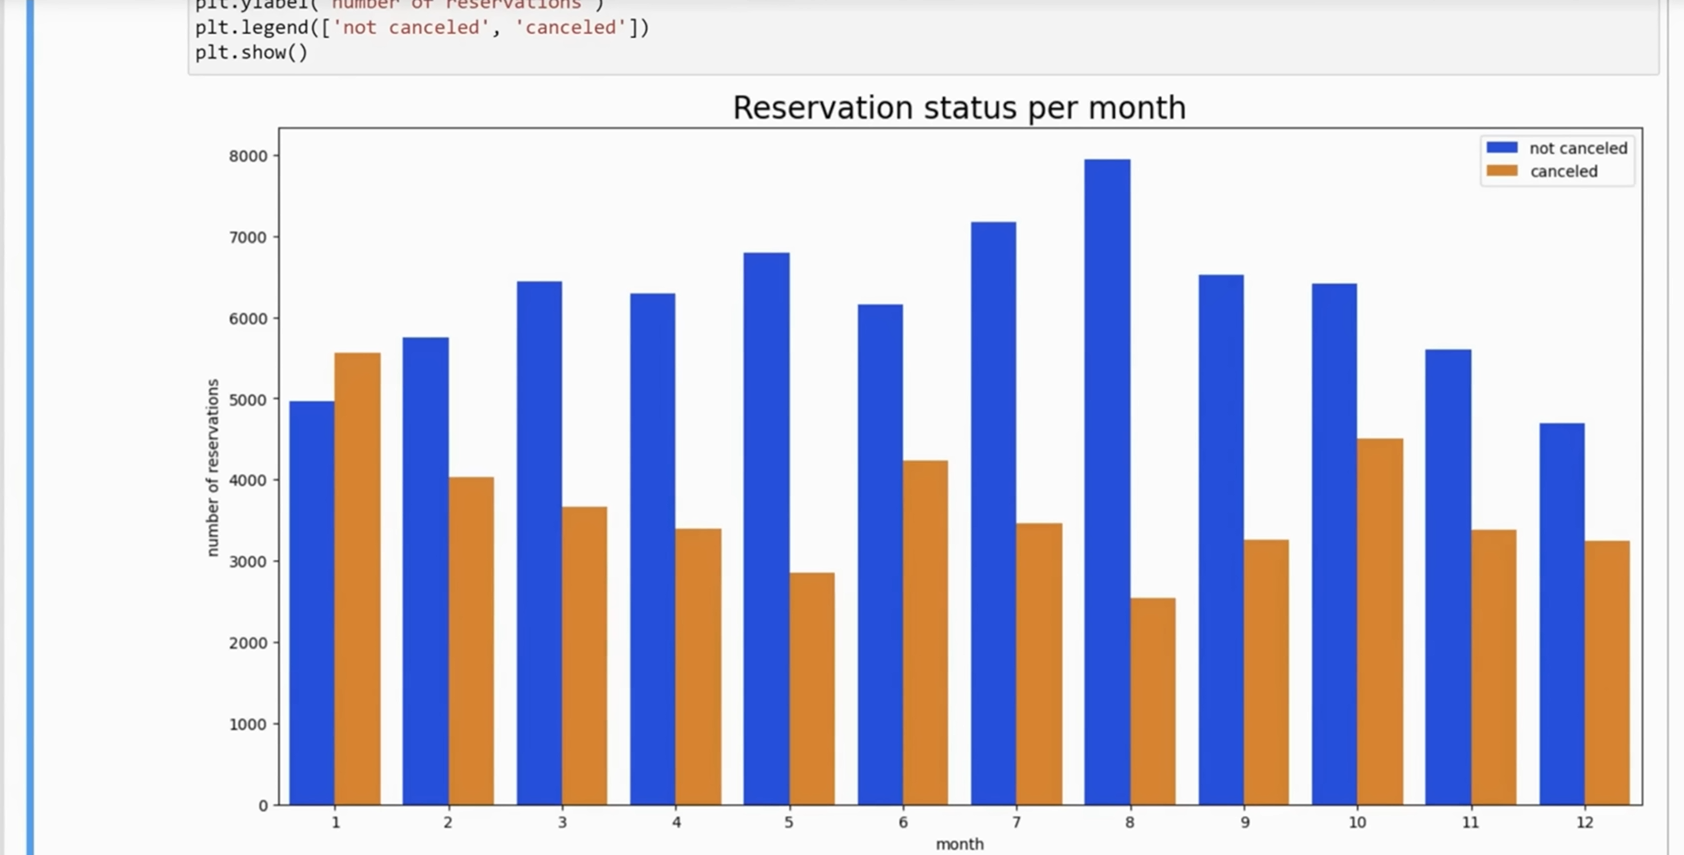 plt.ylabel('number of reservations')
plt.legend(['not canceled', 'canceled'])
plt.show()
Reservation status per month
not canceled
canceled
8000
7000
6000
5000
4000
3000
2000
1000
0
number of reservations
1 2 3 4 5 6 7 8 9 10 11 12
month